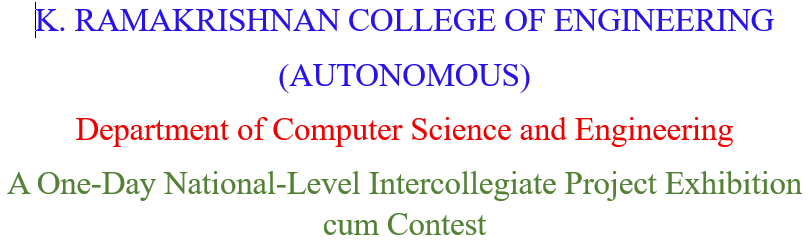 K. RAMAKRISHNAN COLLEGE OF ENGINEERING
(AUTONOMOUS)
Department of Computer Science and Engineering
A One-Day National-Level Intercollegiate Project Exhibition
cum Contest